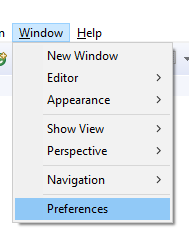 Window Help
New Window
Editor
Appearance
Show View
Perspective
Navigation
Preferences